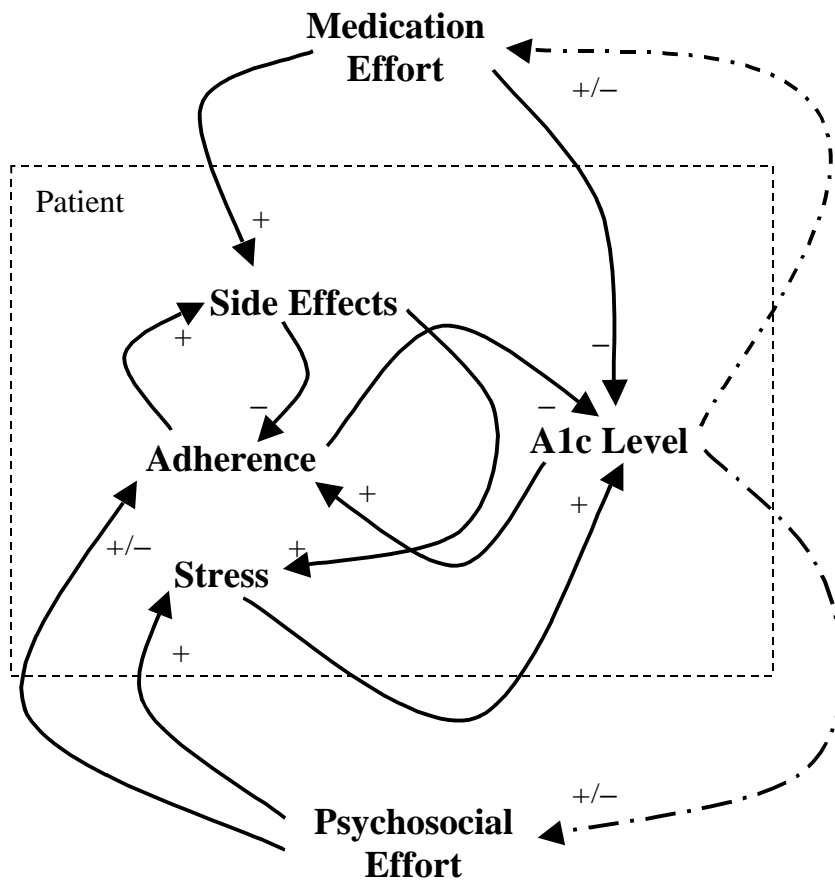 Medication
Effort
+/−
Patient
+
Side Effects
+
−
−
−
A1c Level
Adherence
+
+
+/−
+
Stress
+
+/−
Psychosocial
Effort